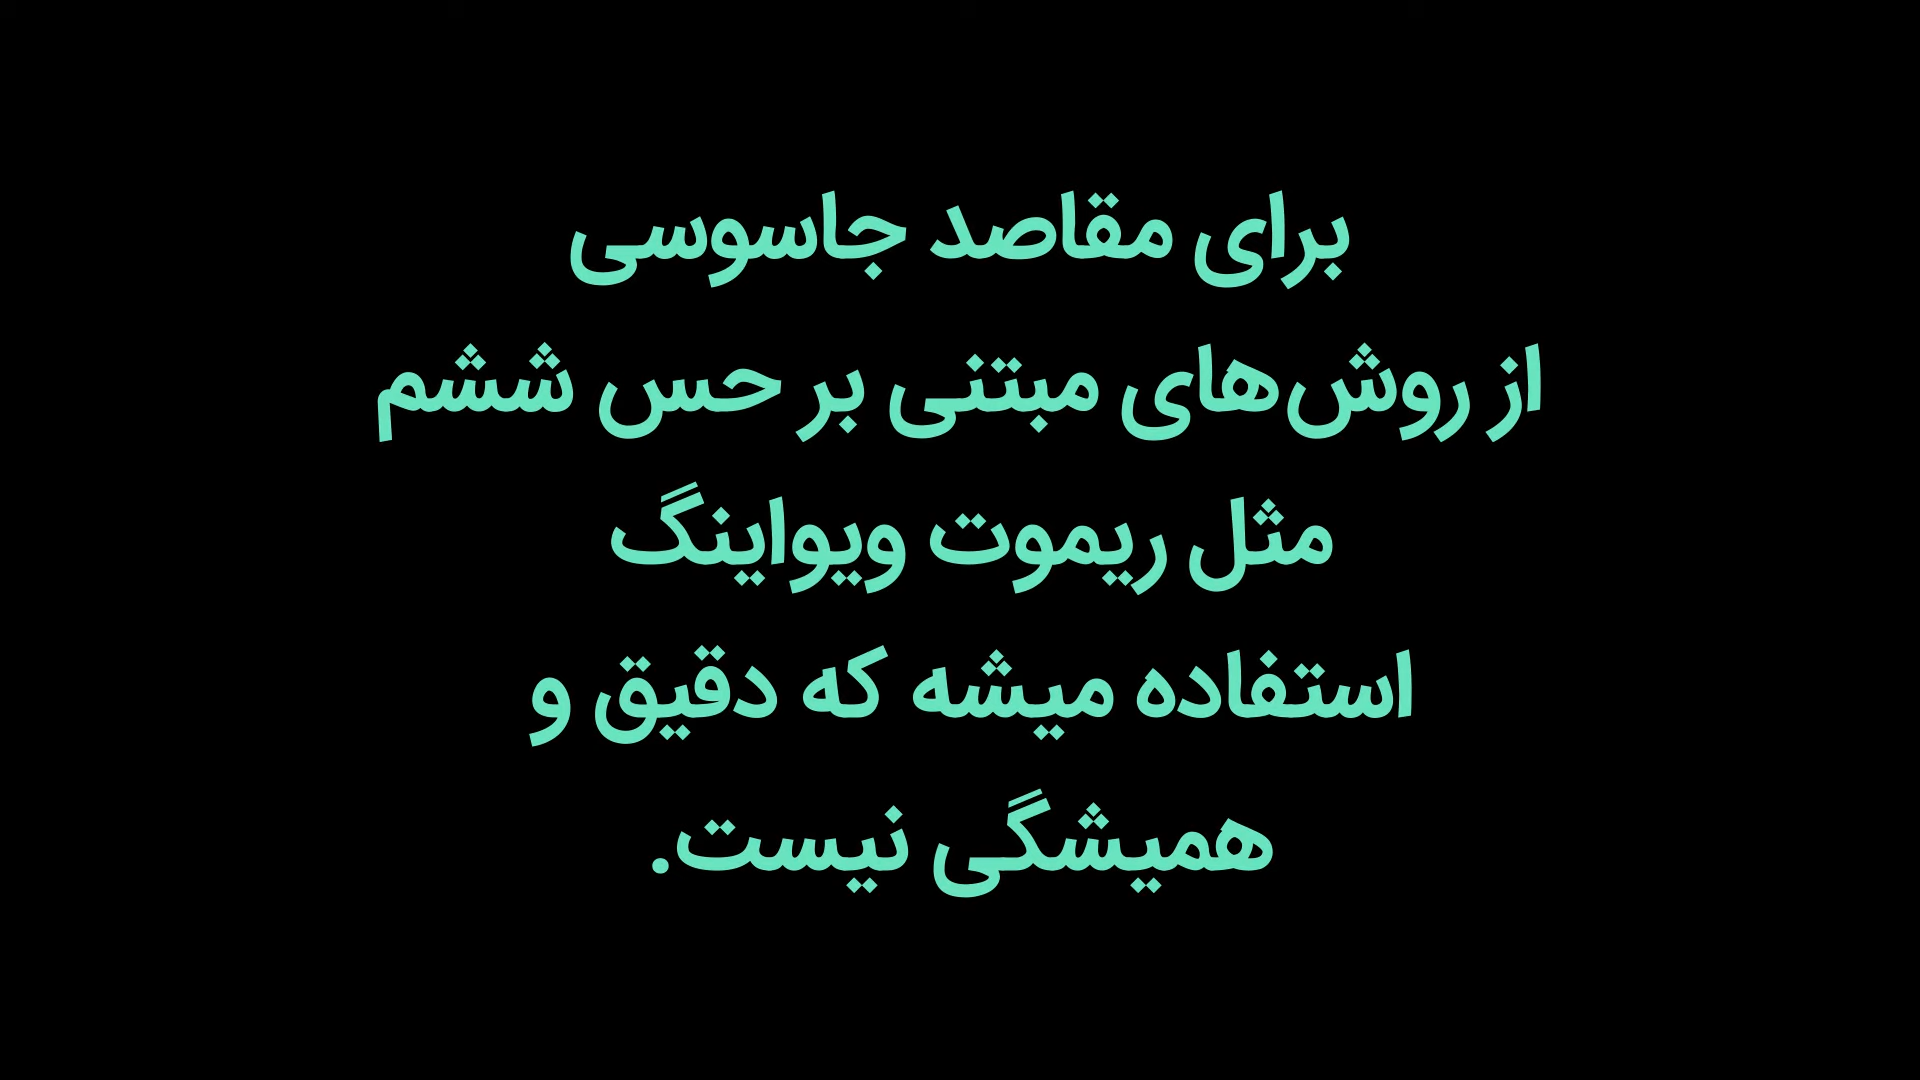 برای مقاصد جاسوسی
از روش‌های مبتنی بر حس ششم
مثل ریموت ویواینگ
استفاده میشه که دقیق و
همیشگی نیست.